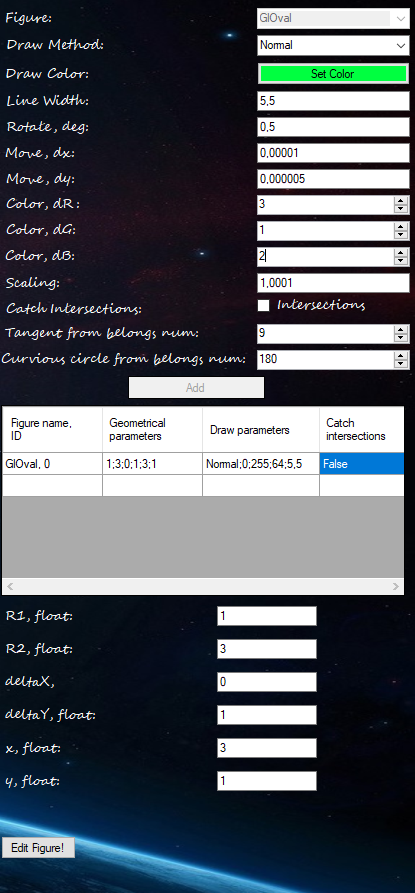 Figure: GlOval
Draw Method: Normal
Draw Color: Set Color
Line Width: 5,5
Rotate, deg: 0,5
Move, dx: 0,00001
Move, dy: 0,000005
Color, dR: 3
Color, dG: 1
Color, dB: 2
Scaling: 1,0001
Catch Intersections: Intersections
Tangent from belongs num: 9
Curvious circle from belongs num: 180
Add
Figure name, ID Geometrical parameters Draw parameters Catch intersections
GlOval, 0 1;3;0;1;3;1 Normal;0;255;64;5,5 False
R1, float: 1
R2, float: 3
deltaX, 0
deltaY, float: 1
x, float: 3
y, float: 1
Edit Figure!